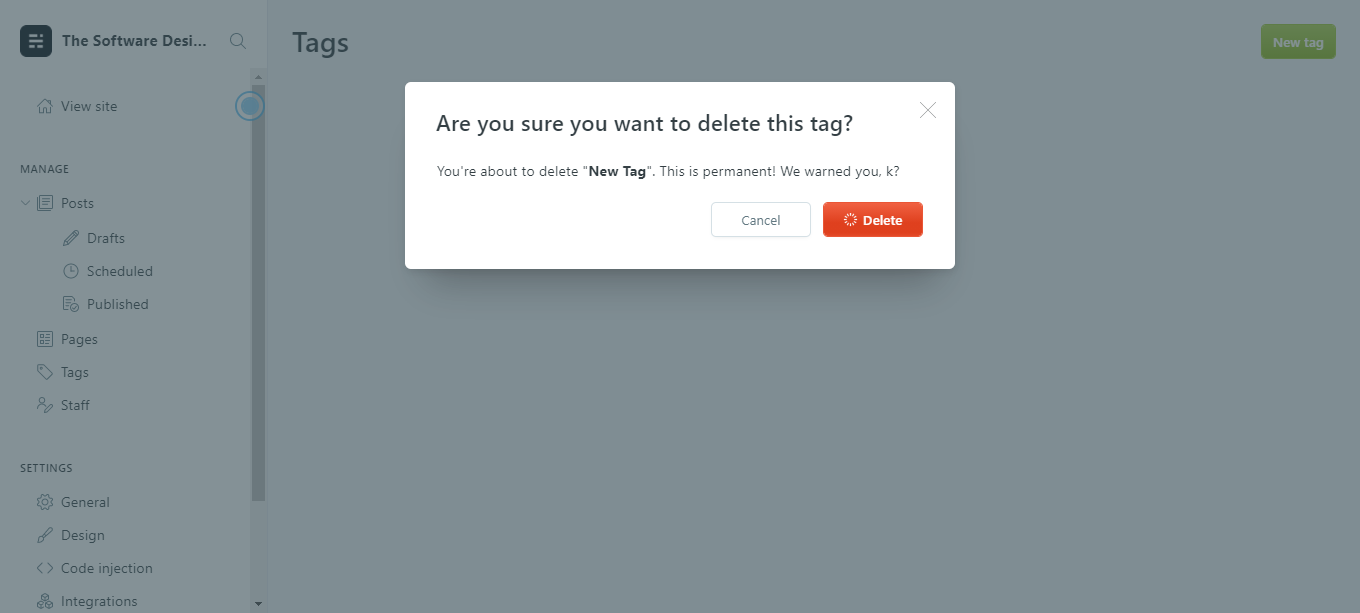 The Software Desi...
View site
MANAGE
Posts
Drafts
Scheduled
Published
Pages
Tags
Staff
SETTINGS
General
Design
Code injection
Integrations
Tags
New tag
Are you sure you want to delete this tag?
You're about to delete "New Tag". This is permanent! We warned you, k?
Cancel
Delete